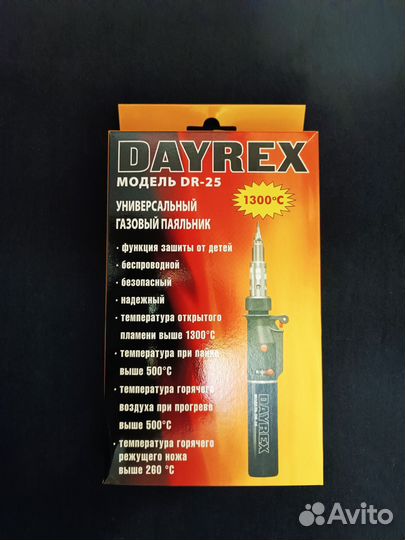 DAYREX
МОДЕЛЬ DR-25
1300°C
УНИВЕРСАЛЬНЫЙ
ГАЗОВЫЙ ПАЯЛЬНИК
· функция зашиты от детей
· беспроводной
· безопасный
· надежный
· температура открытого
пламени выше 1300°C
· температура при пайке
выше 500°C
· температура горячего
воздуха при прогреве
выше 500°C
· температура горячего
режущего ножа
выше 260 °C
DAYREX
Avito